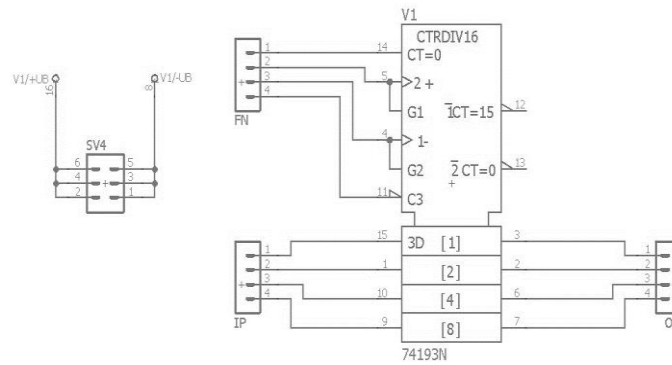 V1
CTRDIV16
1
14
CT=0
2
V1/+UB
V1/-UB
5
2 +
3
16
8
+
4
G1
1CT=15
12
FN
4
1-
SV4
G2
2
CT=0
13
6
5
+
4
3
11
C3
2
1
+
15
3D
[1]
3
1
1
2
1
[2]
2
2
3
+
3
4
10
[4]
6
4
IP
9
[8]
7
O
74193N